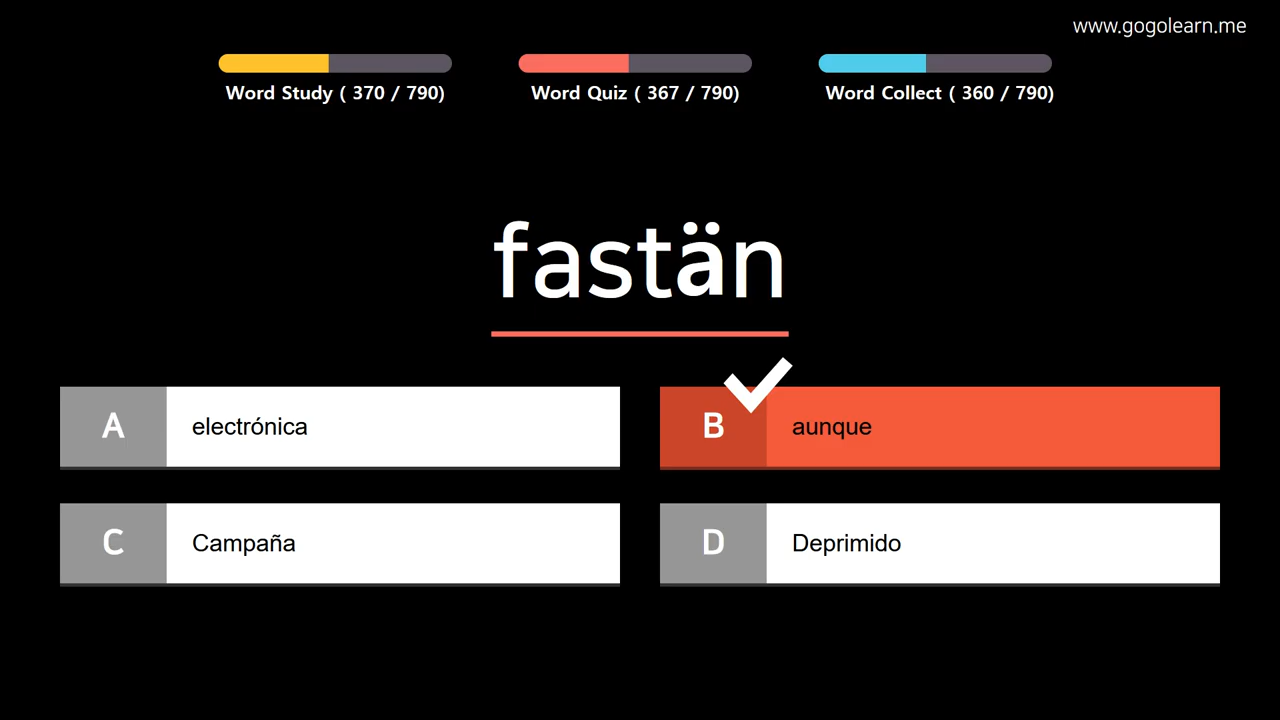 www.gogolearn.me
Word Study ( 370 / 790)
Word Quiz ( 367 / 790)
Word Collect ( 360 / 790)
fastän
A electrónica
B aunque
C Campaña
D Deprimido